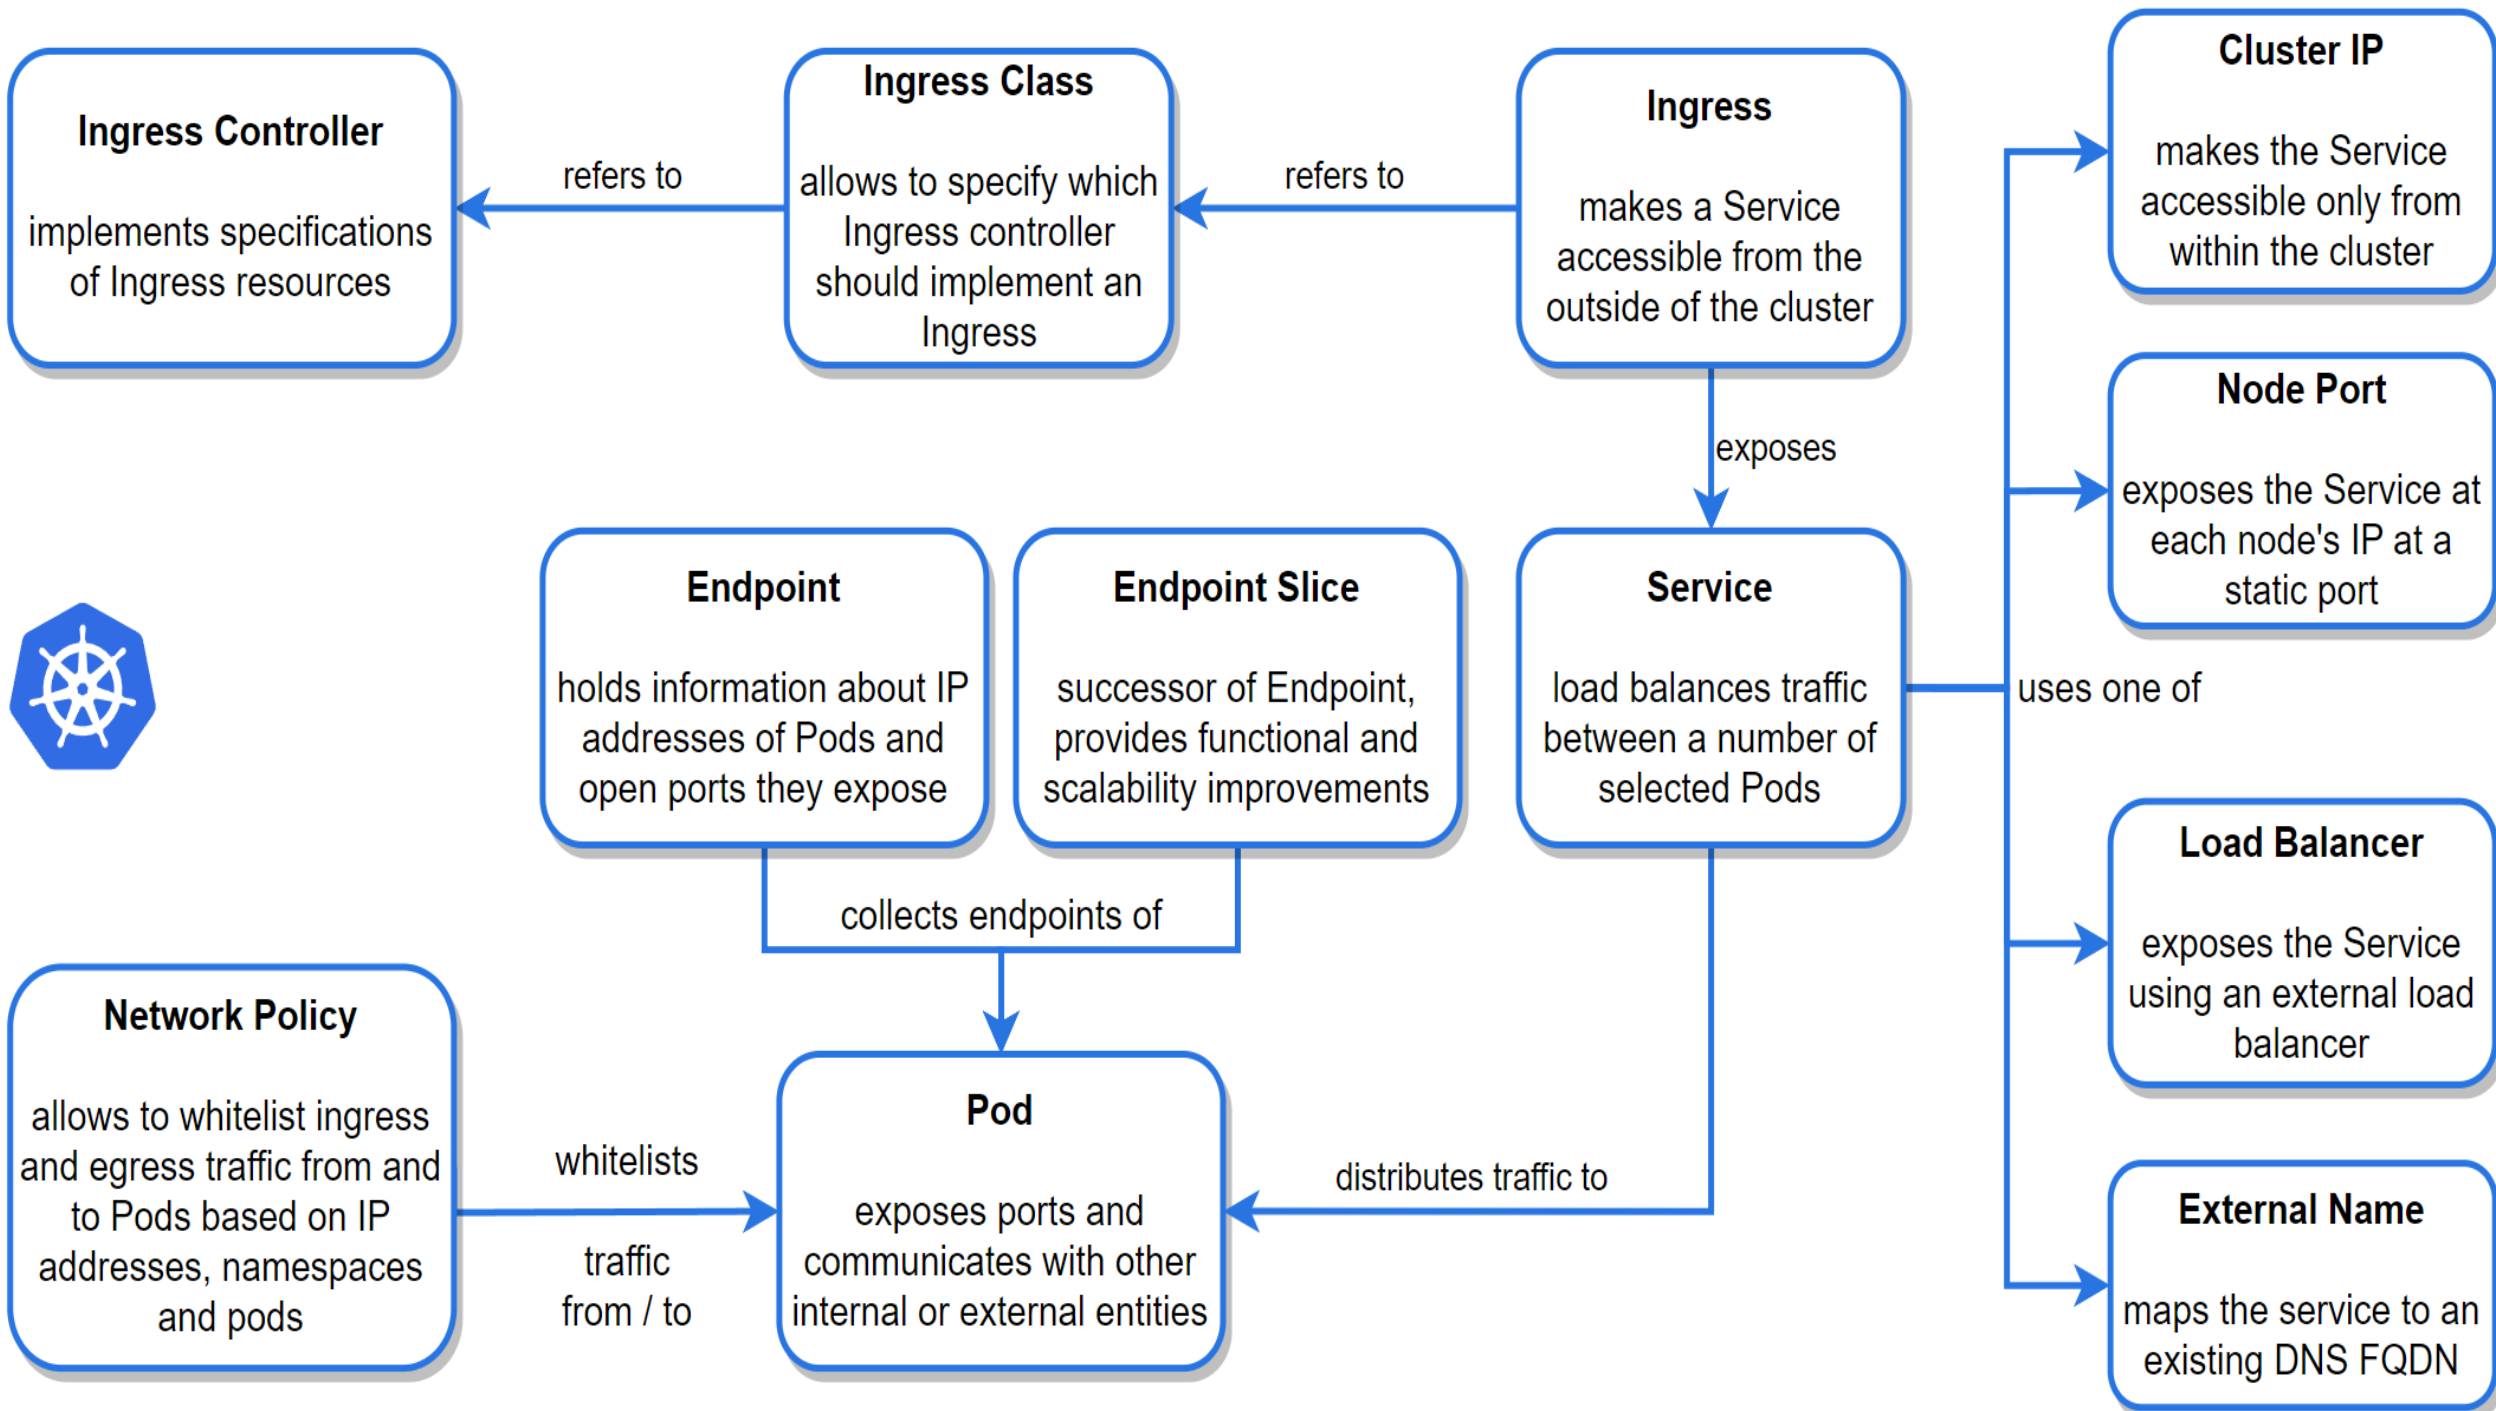 Ingress Controller
implements specifications
of Ingress resources
refers to
Ingress Class
allows to specify which
Ingress controller
should implement an
Ingress
refers to
Ingress
makes a Service
accessible from the
outside of the cluster
exposes
Cluster IP
makes the Service
accessible only from
within the cluster
Node Port
exposes the Service at
each node's IP at a
static port
Endpoint
holds information about IP
addresses of Pods and
open ports they expose
Endpoint Slice
successor of Endpoint,
provides functional and
scalability improvements
collects endpoints of
Service
load balances traffic
between a number of
selected Pods
uses one of
Load Balancer
exposes the Service
using an external load
balancer
Network Policy
allows to whitelist ingress
and egress traffic from and
to Pods based on IP
addresses, namespaces
and pods
whitelists
traffic
from / to
Pod
exposes ports and
communicates with other
internal or external entities
distributes traffic to
External Name
maps the service to an
existing DNS FQDN